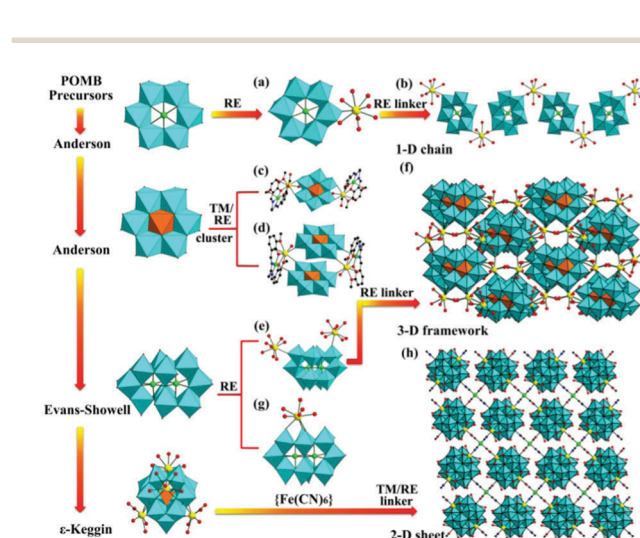 POMB
Precursors
Anderson
Anderson
Evans-Showell
ε-Keggin
RE
(a)
RE linker
(b)
1-D chain
TM/
RE
cluster
(c)
(d)
(f)
RE linker
3-D framework
RE
(e)
(g)
{Fe(CN)₆}
TM/RE
linker
(h)
2-D sheet